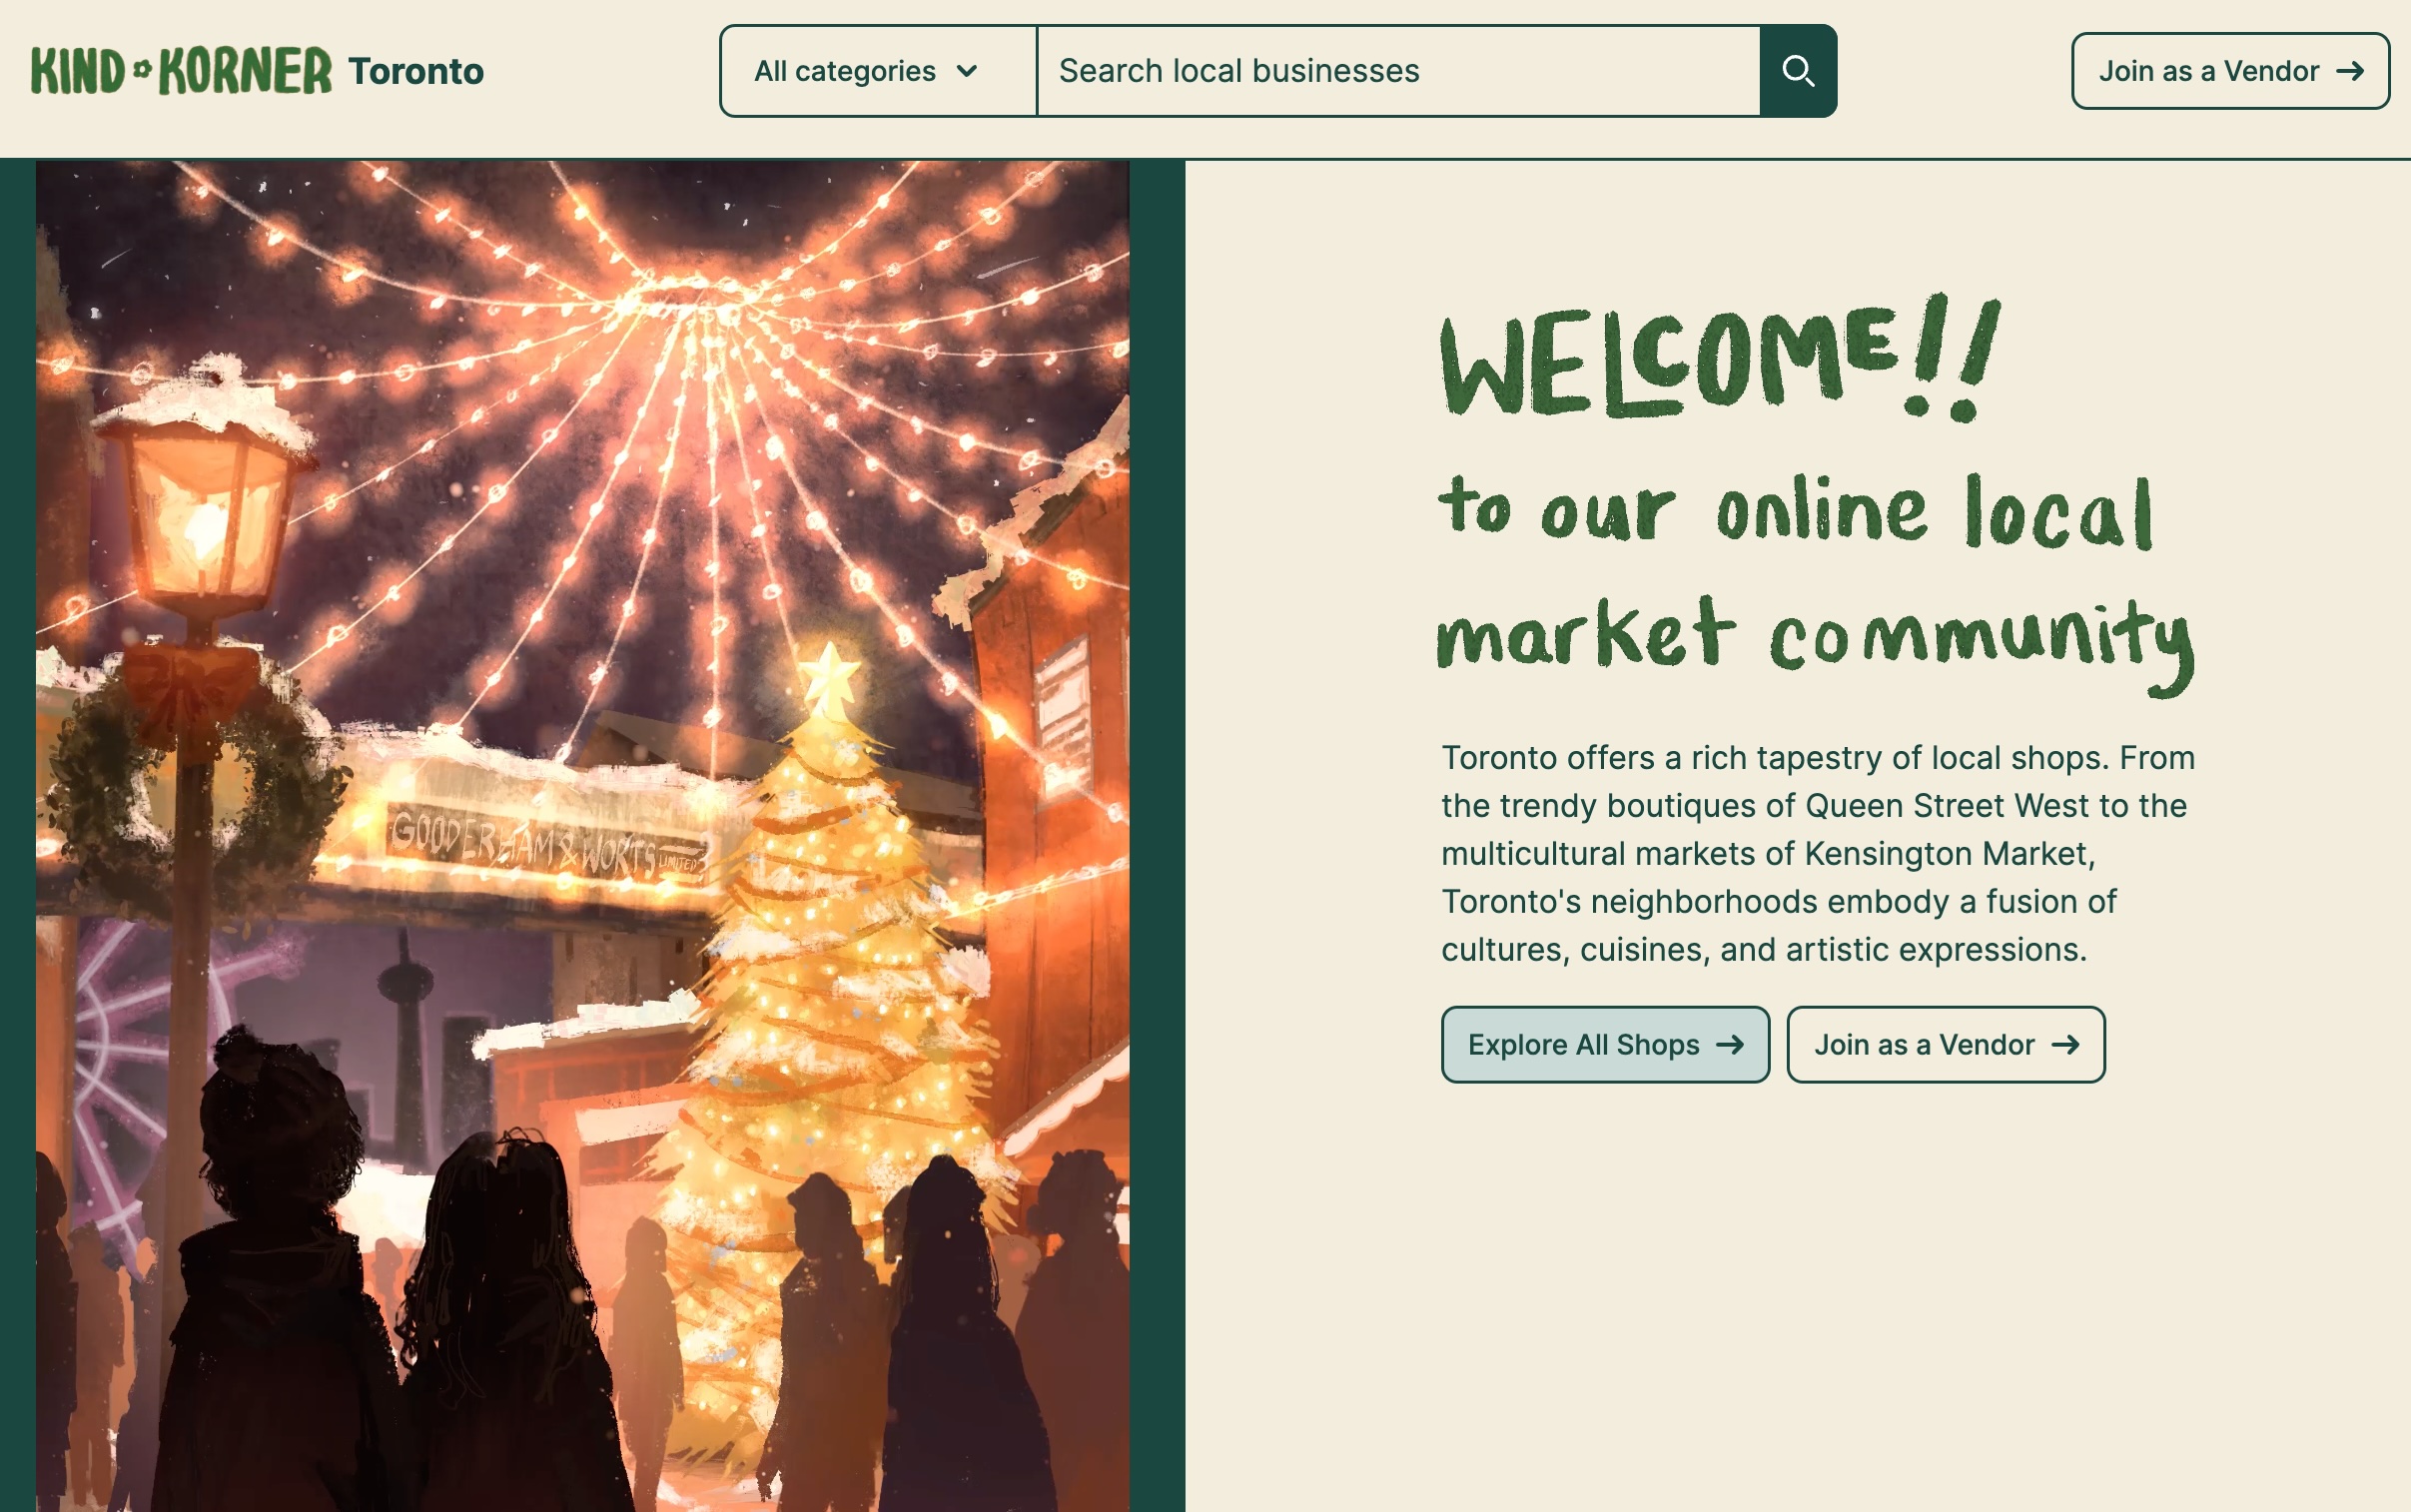 KIND KORNER Toronto
All categories
Search local businesses
Join as a Vendor
WELCOME!!
to our online local
market community
GOODERHAM & WORTS LIMITED
Toronto offers a rich tapestry of local shops. From
the trendy boutiques of Queen Street West to the
multicultural markets of Kensington Market,
Toronto's neighborhoods embody a fusion of
cultures, cuisines, and artistic expressions.
Explore All Shops
Join as a Vendor